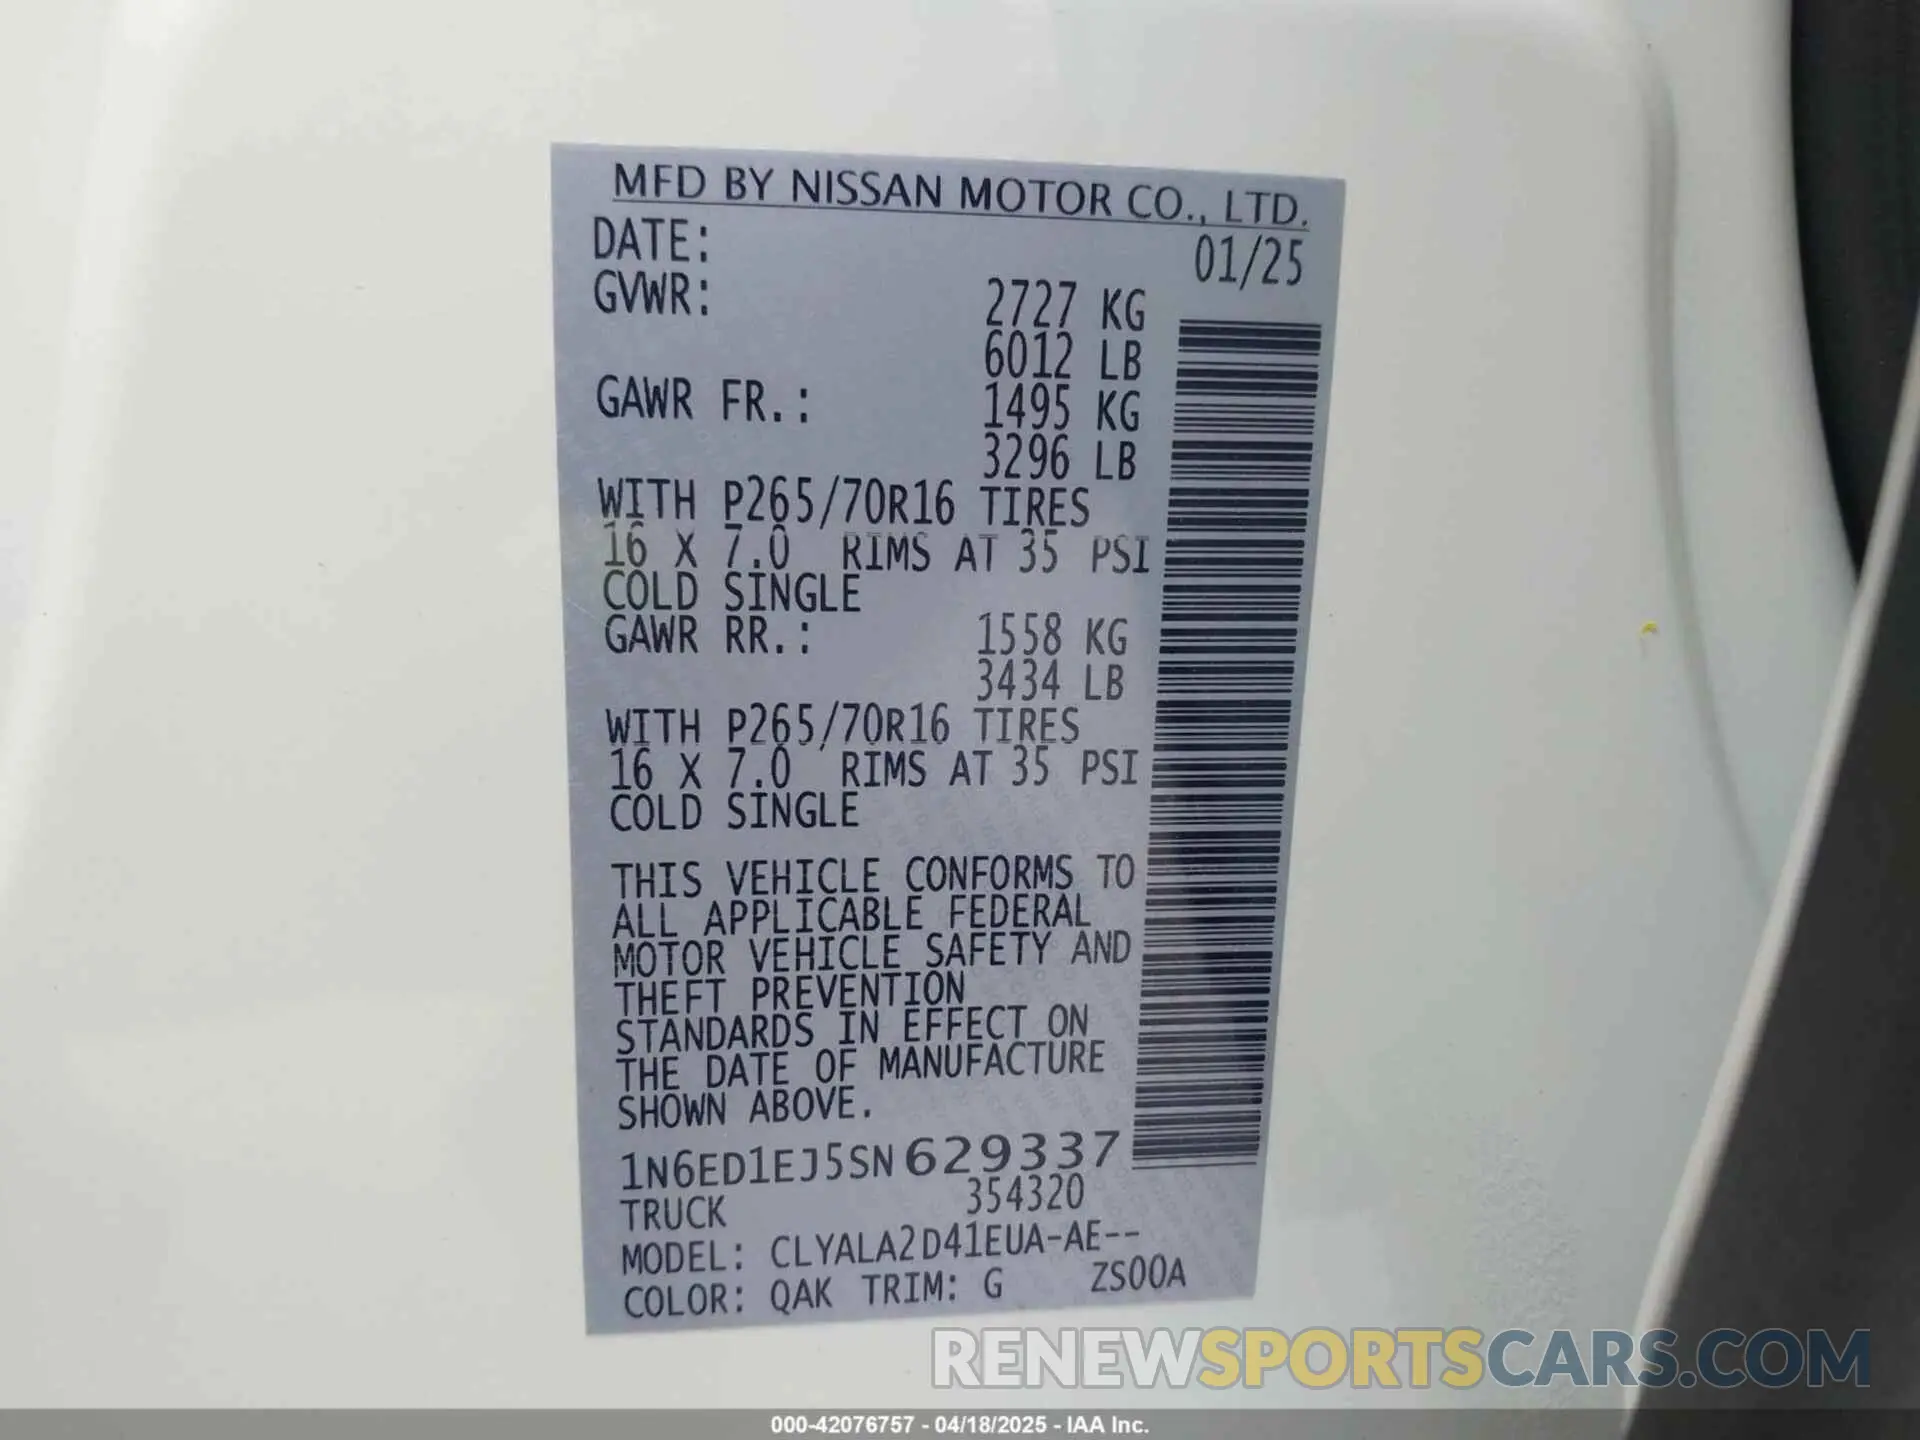 MFD BY NISSAN MOTOR CO., LTD.
DATE: 01/25
GVWR: 2727 KG
6012 LB
GAWR FR.: 1495 KG
3296 LB
WITH P265/70R16 TIRES
16 X 7.0 RIMS AT 35 PSI
COLD SINGLE
GAWR RR.: 1558 KG
3434 LB
WITH P265/70R16 TIRES
16 X 7.0 RIMS AT 35 PSI
COLD SINGLE
THIS VEHICLE CONFORMS TO
ALL APPLICABLE FEDERAL
MOTOR VEHICLE SAFETY AND
THEFT PREVENTION
STANDARDS IN EFFECT ON
THE DATE OF MANUFACTURE
SHOWN ABOVE.
1N6ED1EJ5SN629337
TRUCK 354320
MODEL: CLYALA2D41EUA-AE--
COLOR: QAK TRIM: G ZS00A
RENEWSPORTSCARS.COM
000-42076757 - 04/18/2025 - IAA Inc.